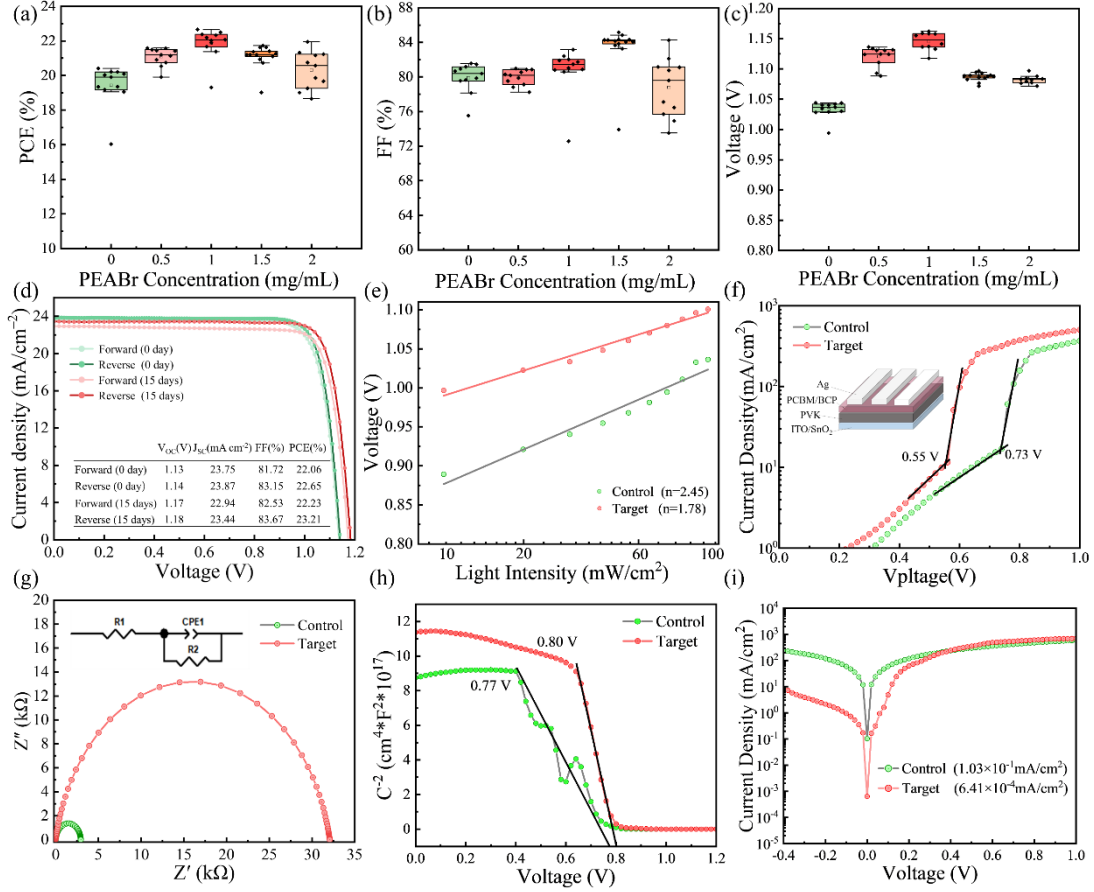 (a)
PCE (%)
24
22
20
18
16
14
12
10
0
0.5
1
1.5
2
PEABr Concentration (mg/mL)
(b)
FF (%)
88
84
80
76
72
68
64
60
0
0.5
1
1.5
2
PEABr Concentration (mg/mL)
(c)
Voltage (V)
1.20
1.15
1.10
1.05
1.00
0.95
0.90
0.85
0.80
0
0.5
1
1.5
2
PEABr Concentration (mg/mL)
(d)
Current density (mA/cm⁻²)
24
20
16
12
8
4
0
Forward (0 day)
Reverse (0 day)
Forward (15 days)
Reverse (15 days)
V_OC(V) J_SC(mA cm⁻²) FF(%) PCE(%)
Forward (0 day) 1.13 23.75 81.72 22.06
Reverse (0 day) 1.14 23.87 83.15 22.65
Forward (15 days) 1.17 22.94 82.53 22.23
Reverse (15 days) 1.18 23.44 83.67 23.21
0.0 0.2 0.4 0.6 0.8 1.0 1.2
Voltage (V)
(e)
Voltage (V)
1.10
1.05
1.00
0.95
0.90
0.85
0.80
Control (n=2.45)
Target (n=1.78)
10 20 40 60 80 100
Light Intensity (mW/cm²)
(f)
Current Density(mA/cm²)
10³
10²
10¹
10⁰
Control
Target
Ag
PCBM/BCP
PVK
ITO/SnO₂
0.55 V
0.73 V
0.0 0.2 0.4 0.6 0.8 1.0
Vpltage(V)
(g)
Z″ (kΩ)
20
18
16
14
12
10
8
6
4
2
0
R1
CPE1
R2
Control
Target
0 5 10 15 20 25 30 35
Z′ (kΩ)
(h)
C⁻² (cm⁴*F²*10¹⁷)
12
10
8
6
4
2
0
0.80 V
0.77 V
Control
Target
0.0 0.2 0.4 0.6 0.8 1.0 1.2
Voltage (V)
(i)
Current Density (mA/cm²)
10⁵
10⁴
10³
10²
10¹
10⁰
10⁻¹
10⁻²
10⁻³
10⁻⁴
10⁻⁵
Control (1.03×10⁻¹mA/cm²)
Target (6.41×10⁻⁴mA/cm²)
-0.4 -0.2 0.0 0.2 0.4 0.6 0.8 1.0
Voltage (V)